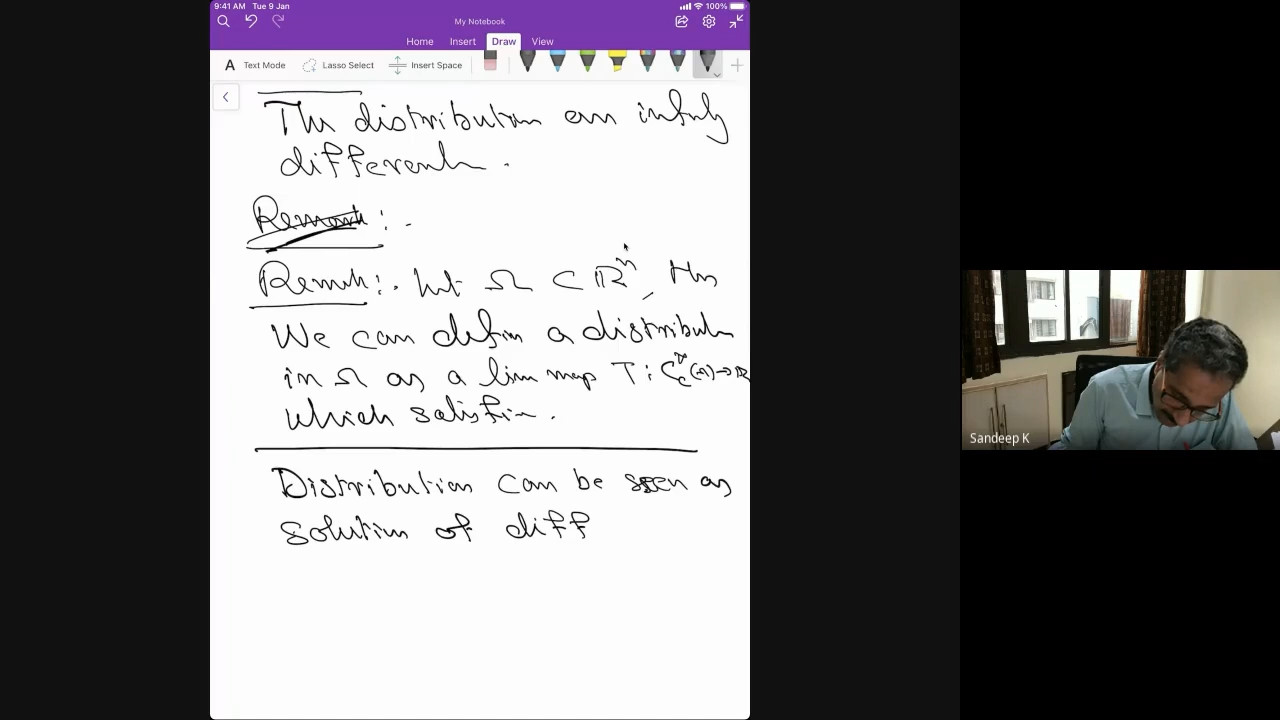 9:41 AM Tue 9 Jan
100%
My Notebook
Home Insert Draw View
A Text Mode Lasso Select Insert Space
The distribution are infinitely
different .
Remark : .
Remark : . Let Ω ⊂ ℝⁿ, then
We can define a distribution
in Ω as a linear map T : C_c^∞(Ω) → ℝ
which satisfies .
Distribution can be seen as
solution of diff
Sandeep K